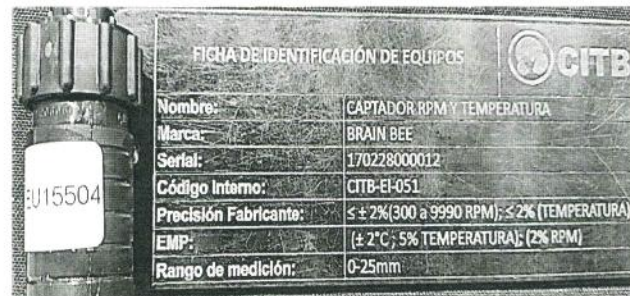 FICHA DE IDENTIFICACIÓN DE EQUIPOS
CITB
Nombre: CAPTADOR RPM Y TEMPERATURA
Marca: BRAIN BEE
Serial: 170228000012
Código Interno: CITB-EI-051
Precisión Fabricante: ≤ ± 2%(300 a 9990 RPM); ≤ 2% (TEMPERATURA)
EMP: (± 2°C ; 5% TEMPERATURA); (2% RPM)
Rango de medición: 0-25mm
EU15504